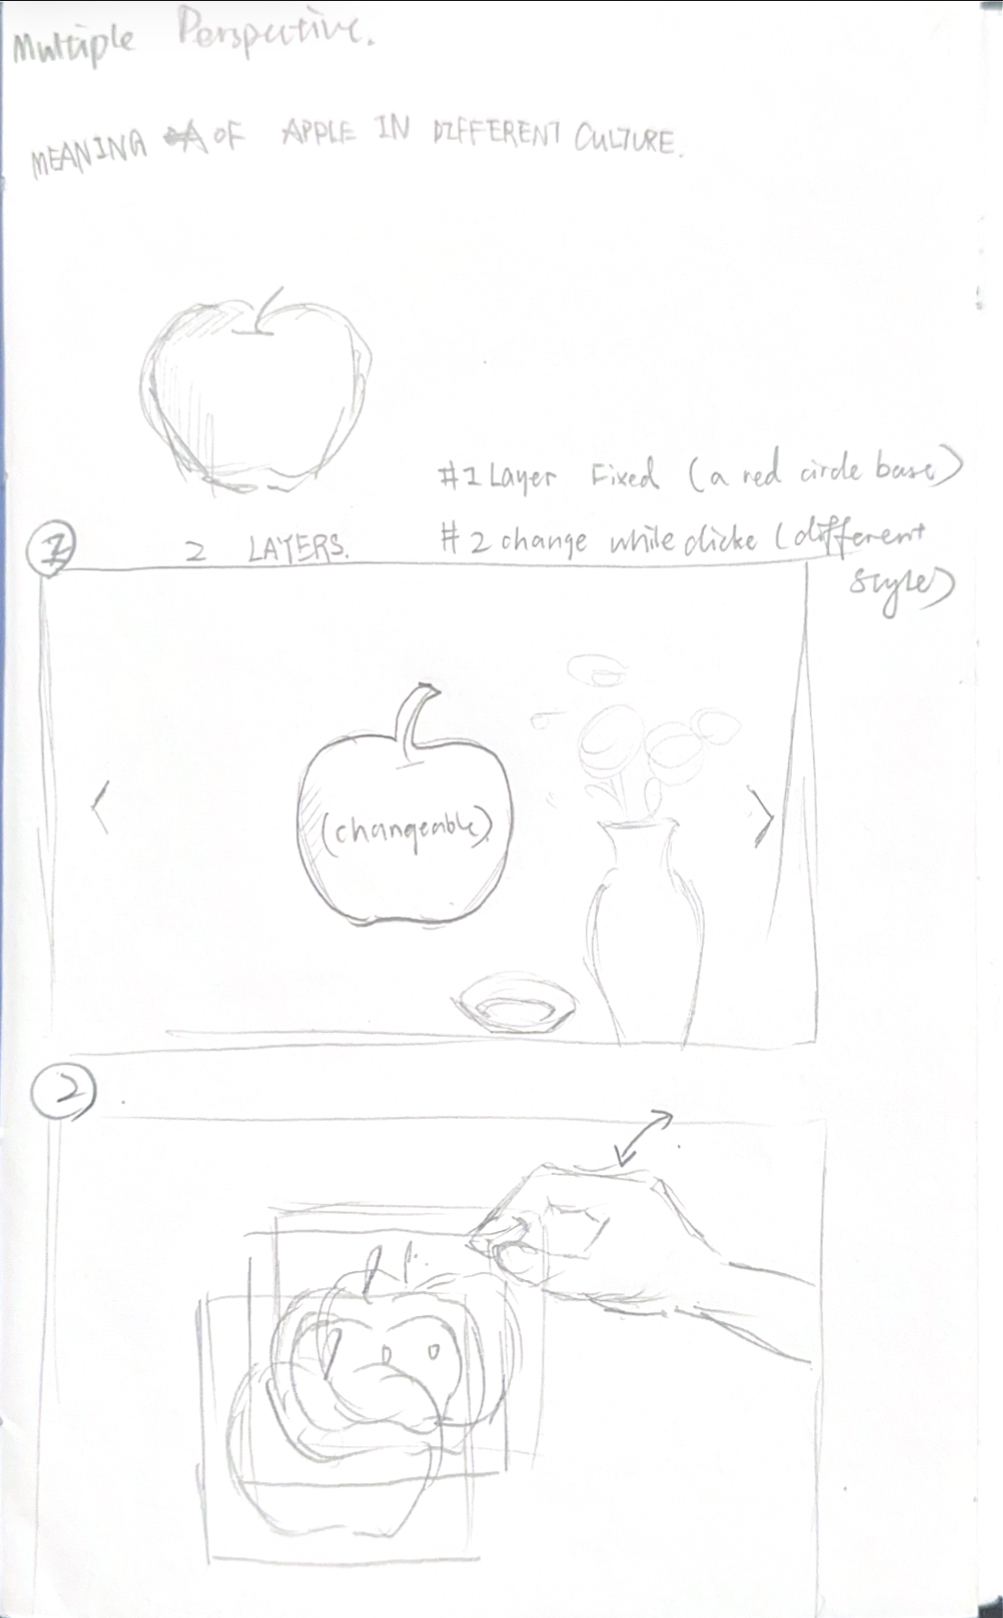 Multiple Perspective.
MEANING OF APPLE IN DIFFERENT CULTURE.
#1 Layer Fixed (a red circle base)
1
2 LAYERS.
#2 change while clicke (different
style)
(changeable)
2